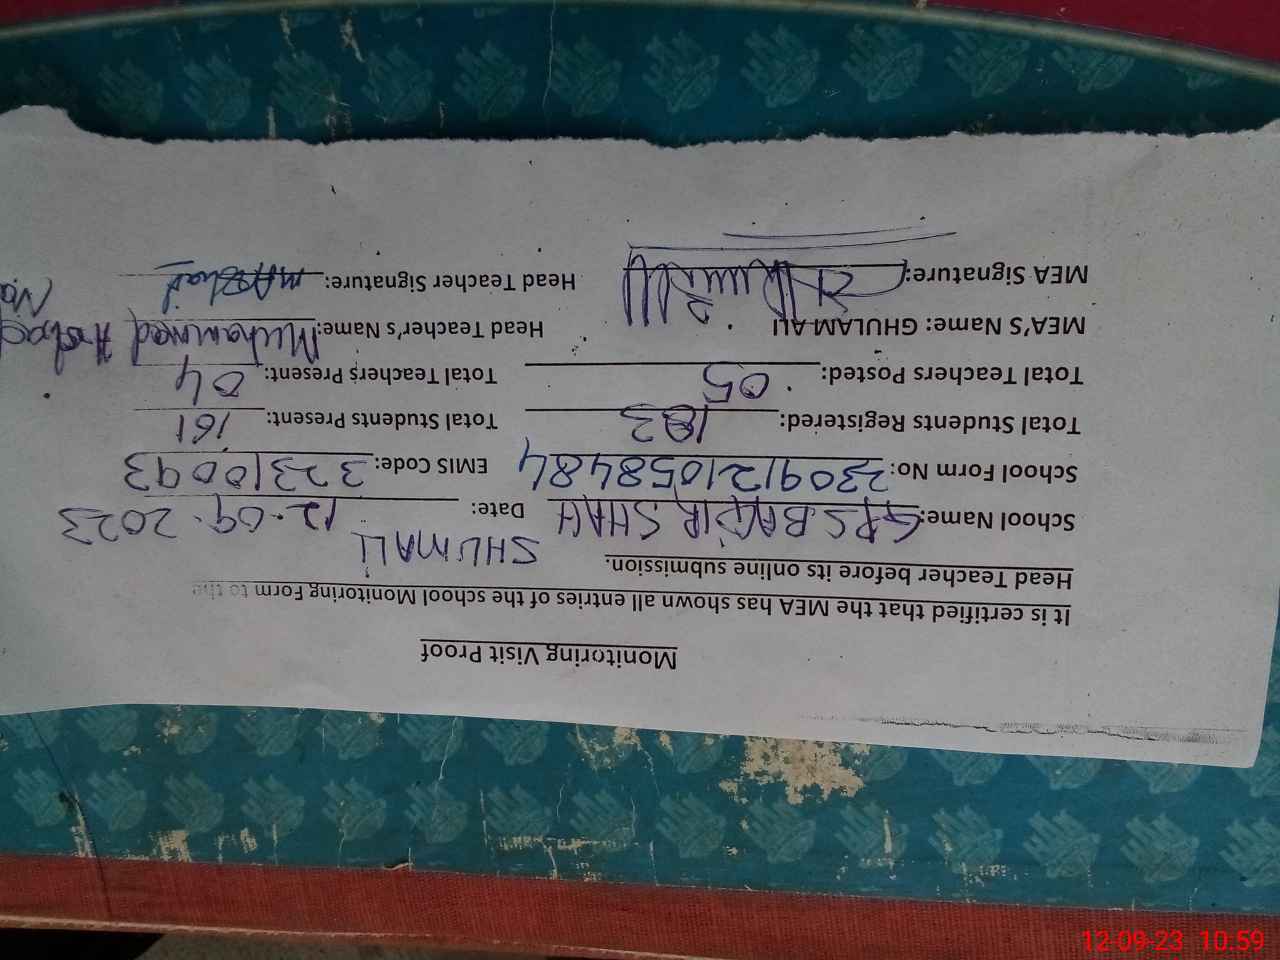 Monitoring Visit Proof
It is certified that the MEA has shown all entries of the school Monitoring Form to the
Head Teacher before its online submission.
SHUMALI
School Name: GPS BAQIR SHAH Date: 12.09.2023
School Form No: 2309121058484 EMIS Code: 32310093
Total Students Registered: 183 Total Students Present: 161
Total Teachers Posted: 05 Total Teachers Present: 04
MEA'S Name: GHULAM ALI Head Teacher's Name: Muhammad
MEA Signature: Head Teacher Signature:
12-09-23 10:59